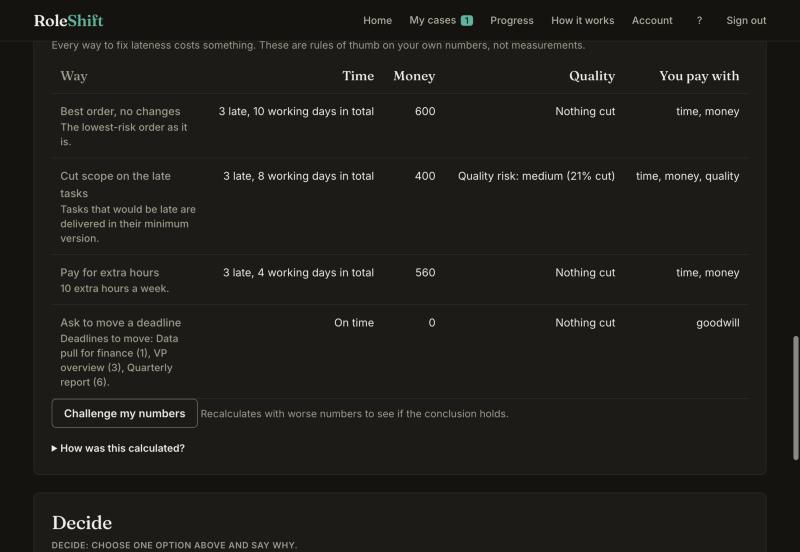 RoleShift Home My cases 1 Progress How it works Account ? Sign out
Every way to fix lateness costs something. These are rules of thumb on your own numbers, not measurements.
Way Time Money Quality You pay with
Best order, no changes 3 late, 10 working days in total 600 Nothing cut time, money
The lowest-risk order as it
is.
Cut scope on the late 3 late, 8 working days in total 400 Quality risk: medium (21% cut) time, money, quality
tasks
Tasks that would be late are
delivered in their minimum
version.
Pay for extra hours 3 late, 4 working days in total 560 Nothing cut time, money
10 extra hours a week.
Ask to move a deadline On time 0 Nothing cut goodwill
Deadlines to move: Data
pull for finance (1), VP
overview (3), Quarterly
report (6).
Challenge my numbers Recalculates with worse numbers to see if the conclusion holds.
How was this calculated?
Decide
DECIDE: CHOOSE ONE OPTION ABOVE AND SAY WHY.